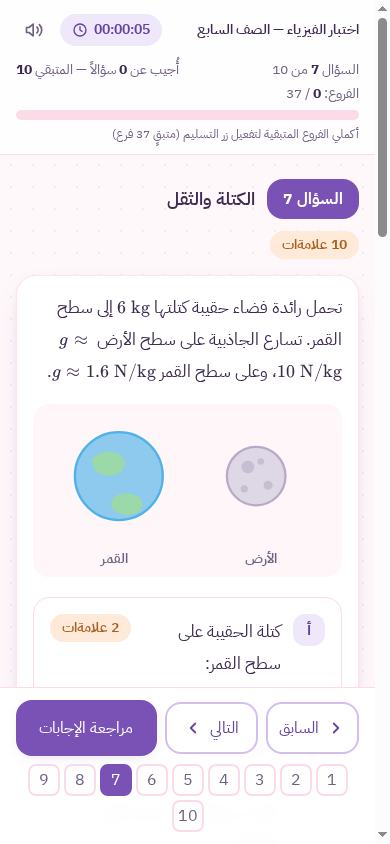 اختبار الفيزياء — الصف السابع
00:00:05
السؤال 7 من 10
أُجيب عن 0 سؤالاً — المتبقي 10
الفروع: 0 / 37
أكملي الفروع المتبقية لتفعيل زر التسليم (متبقٍ 37 فرع)
السؤال 7
الكتلة والثقل
10 علامةات
تحمل رائدة فضاء حقيبة كتلتها 6 kg إلى سطح
القمر. تسارع الجاذبية على سطح الأرض g ≈
10 N/kg، وعلى سطح القمر g ≈ 1.6 N/kg.
الأرض
القمر
أ
كتلة الحقيبة على
سطح القمر:
2 علامةات
السابق
التالي
مراجعة الإجابات
1 2 3 4 5 6 7 8 9
10